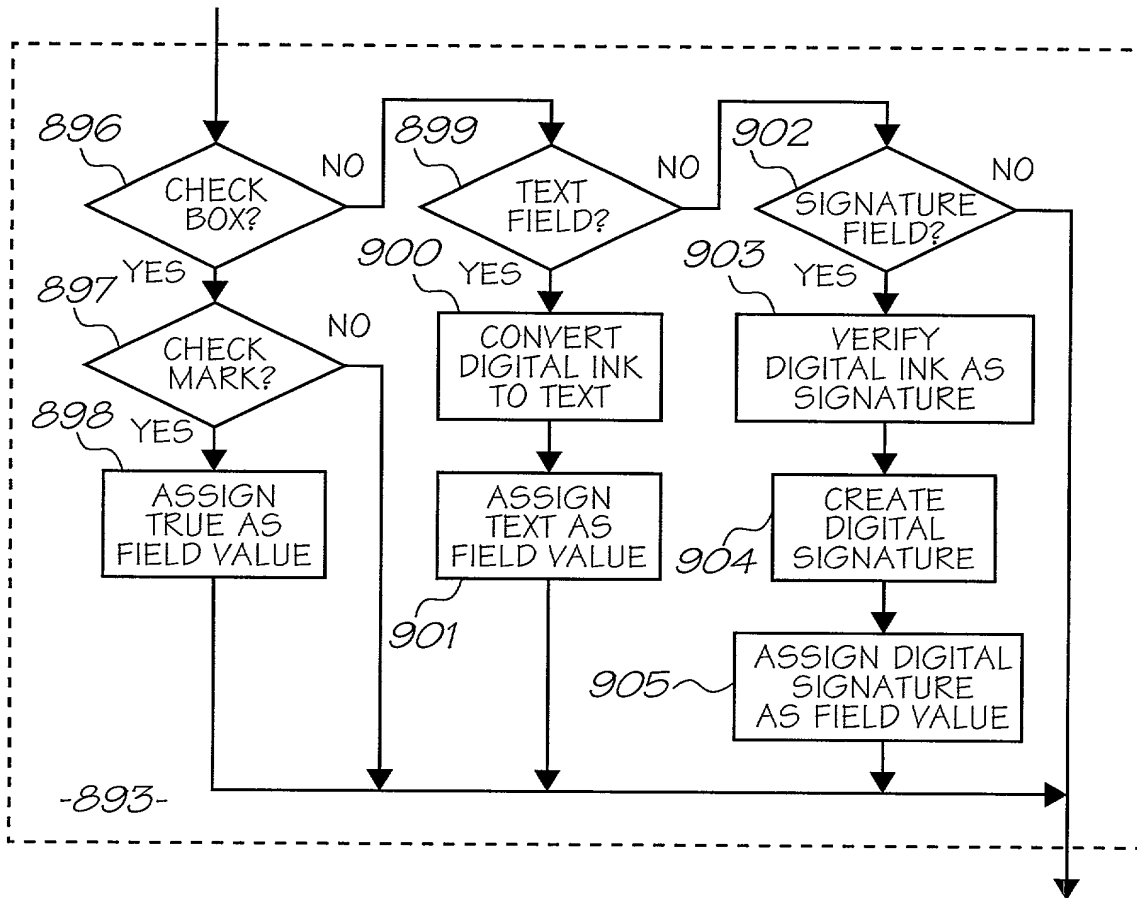 896
CHECK
BOX?
NO
YES
897
CHECK
MARK?
NO
YES
898
ASSIGN
TRUE AS
FIELD VALUE
899
TEXT
FIELD?
NO
YES
900
CONVERT
DIGITAL INK
TO TEXT
ASSIGN
TEXT AS
FIELD VALUE
901
902
SIGNATURE
FIELD?
NO
YES
903
VERIFY
DIGITAL INK AS
SIGNATURE
CREATE
DIGITAL
SIGNATURE
904
ASSIGN DIGITAL
SIGNATURE
AS FIELD VALUE
905
-893-